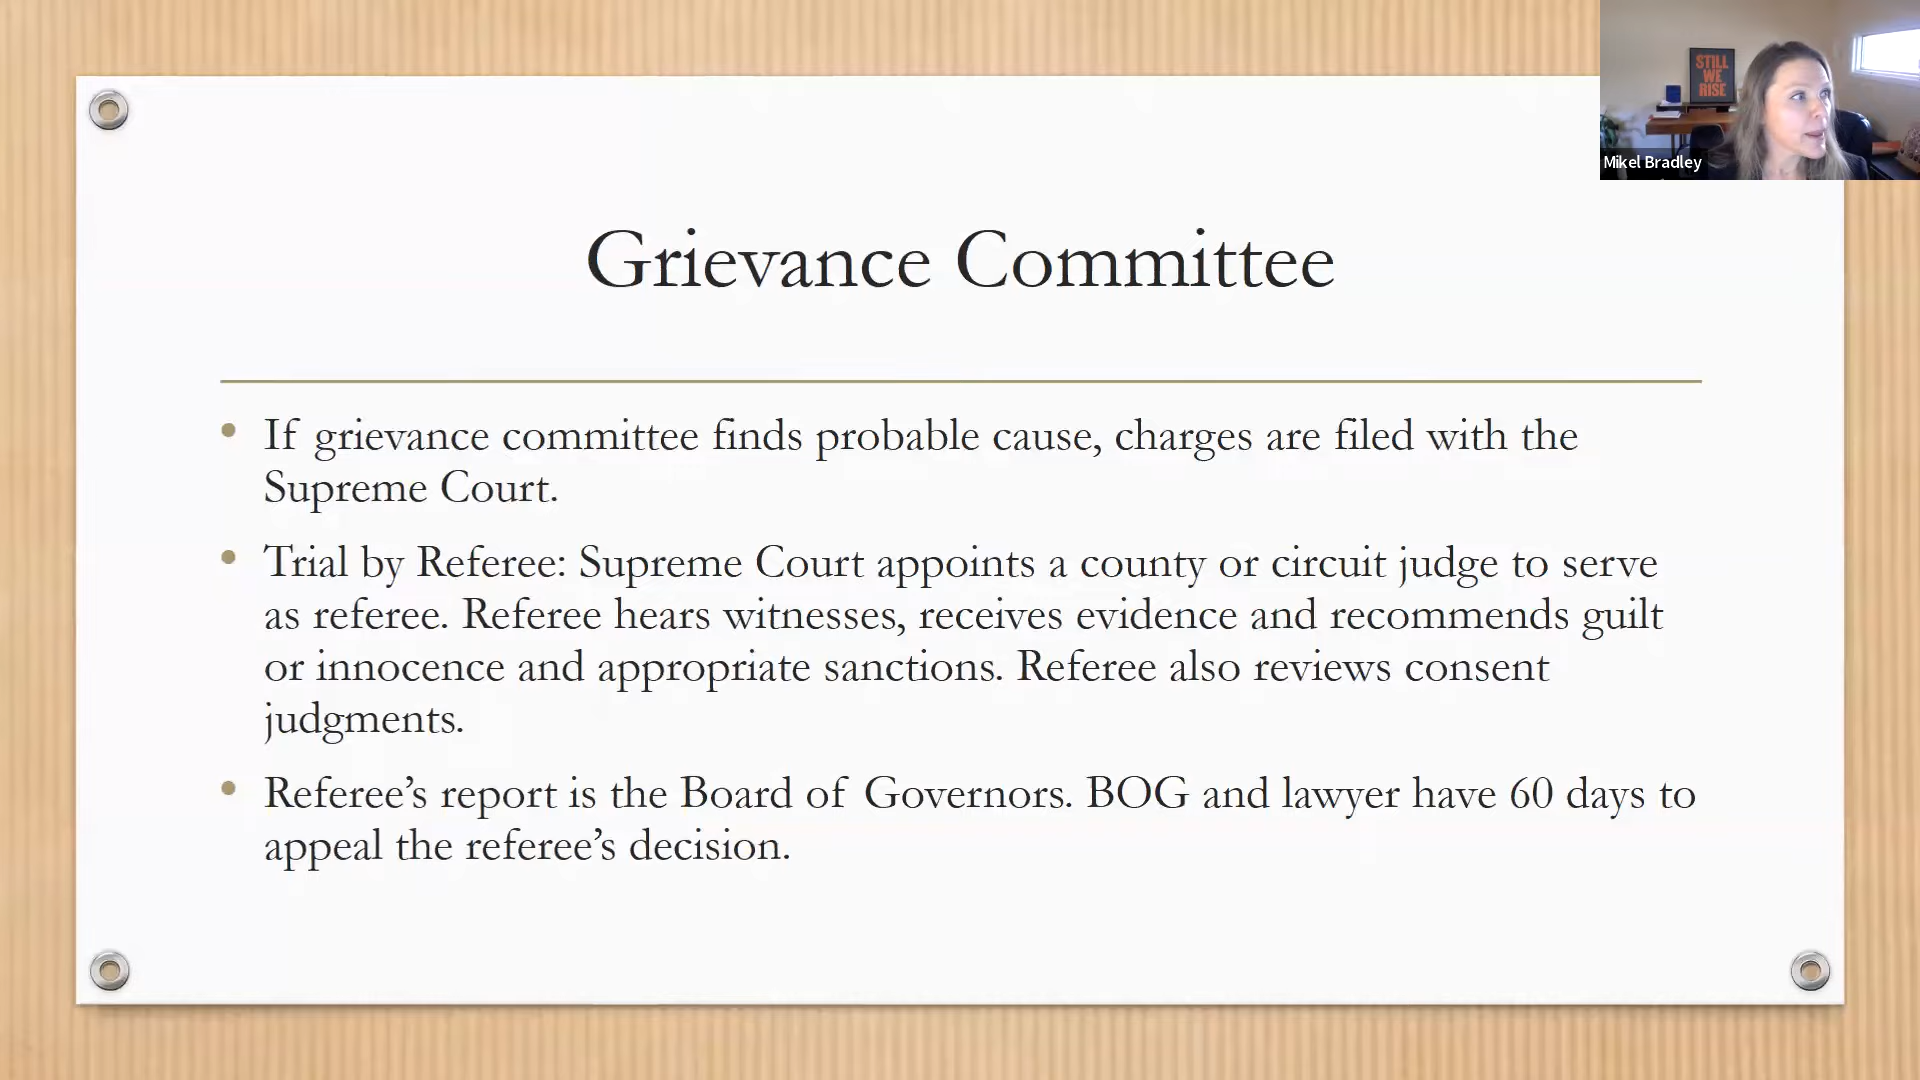 STILL
WE
RISE
Mikel Bradley
Grievance Committee
• If grievance committee finds probable cause, charges are filed with the
Supreme Court.
• Trial by Referee: Supreme Court appoints a county or circuit judge to serve
as referee. Referee hears witnesses, receives evidence and recommends guilt
or innocence and appropriate sanctions. Referee also reviews consent
judgments.
• Referee’s report is the Board of Governors. BOG and lawyer have 60 days to
appeal the referee’s decision.